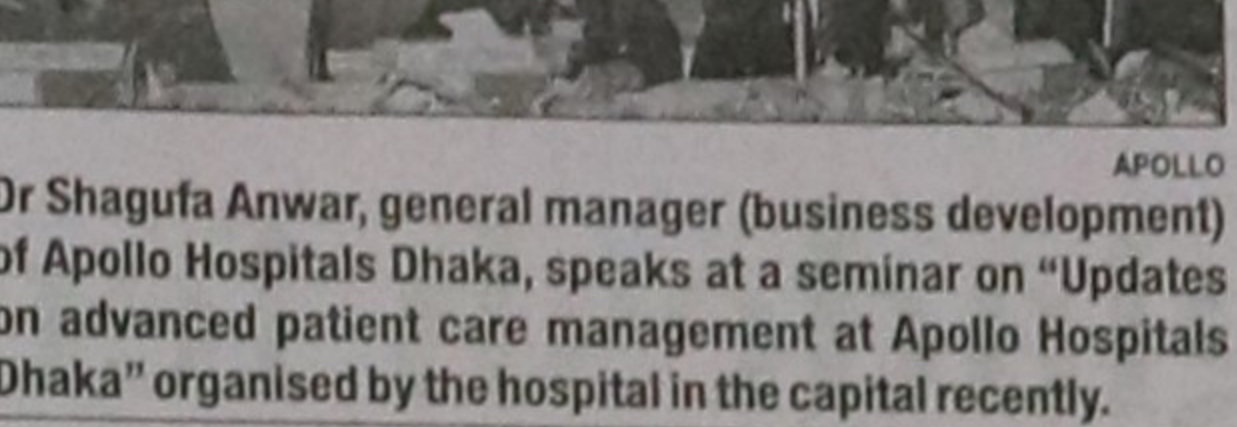 APOLLO
Dr Shagufa Anwar, general manager (business development)
of Apollo Hospitals Dhaka, speaks at a seminar on “Updates
on advanced patient care management at Apollo Hospitals
Dhaka” organised by the hospital in the capital recently.